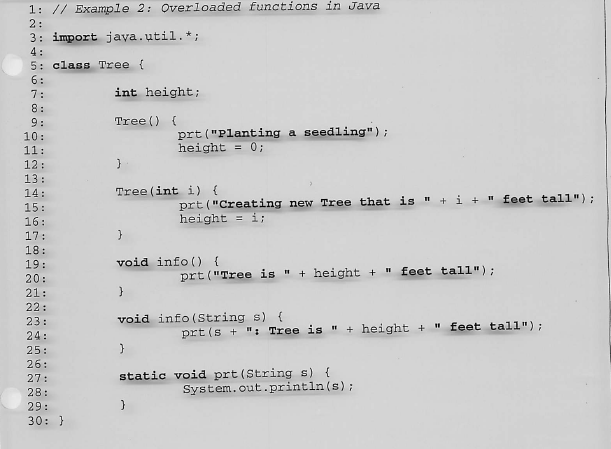 1: // Example 2: Overloaded functions in Java
2:
3: import java.util.*;
4:
5: class Tree {
6:
7: int height;
8:
9: Tree() {
10: prt("Planting a seedling");
11: height = 0;
12: }
13:
14: Tree(int i) {
15: prt("Creating new Tree that is " + i + " feet tall");
16: height = i;
17: }
18:
19: void info() {
20: prt("Tree is " + height + " feet tall");
21: }
22:
23: void info(String s) {
24: prt(s + ": Tree is " + height + " feet tall");
25: }
26:
27: static void prt(String s) {
28: System.out.println(s);
29: }
30: }